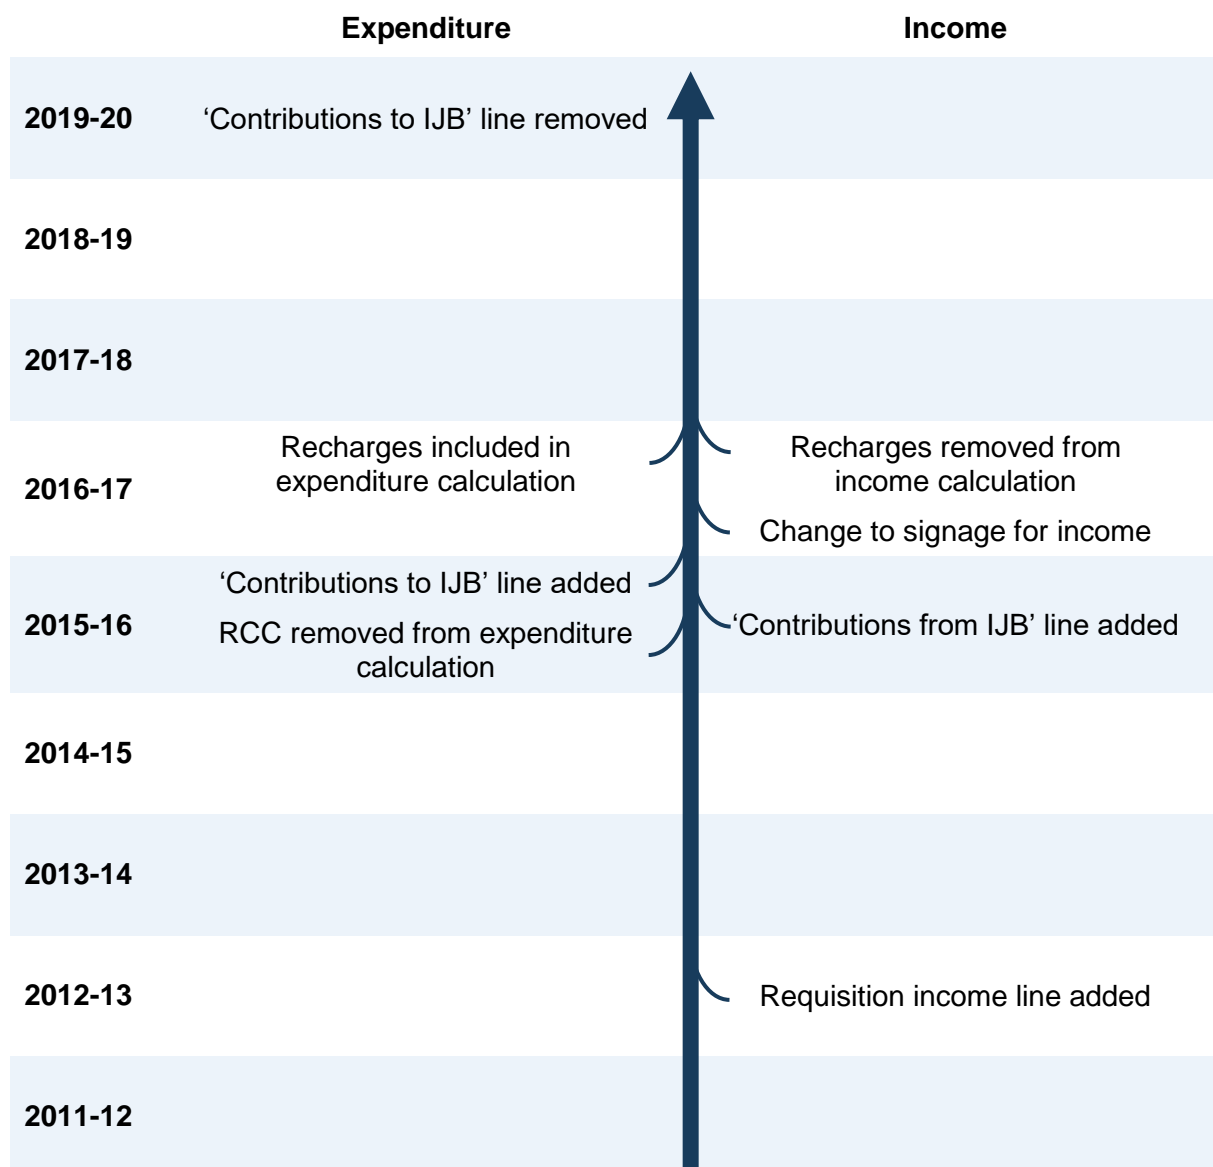 Expenditure
Income
2019-20
‘Contributions to IJB’ line removed
2018-19
2017-18
2016-17
Recharges included in
expenditure calculation
Recharges removed from
income calculation
Change to signage for income
2015-16
‘Contributions to IJB’ line added
RCC removed from expenditure
calculation
‘Contributions from IJB’ line added
2014-15
2013-14
2012-13
Requisition income line added
2011-12